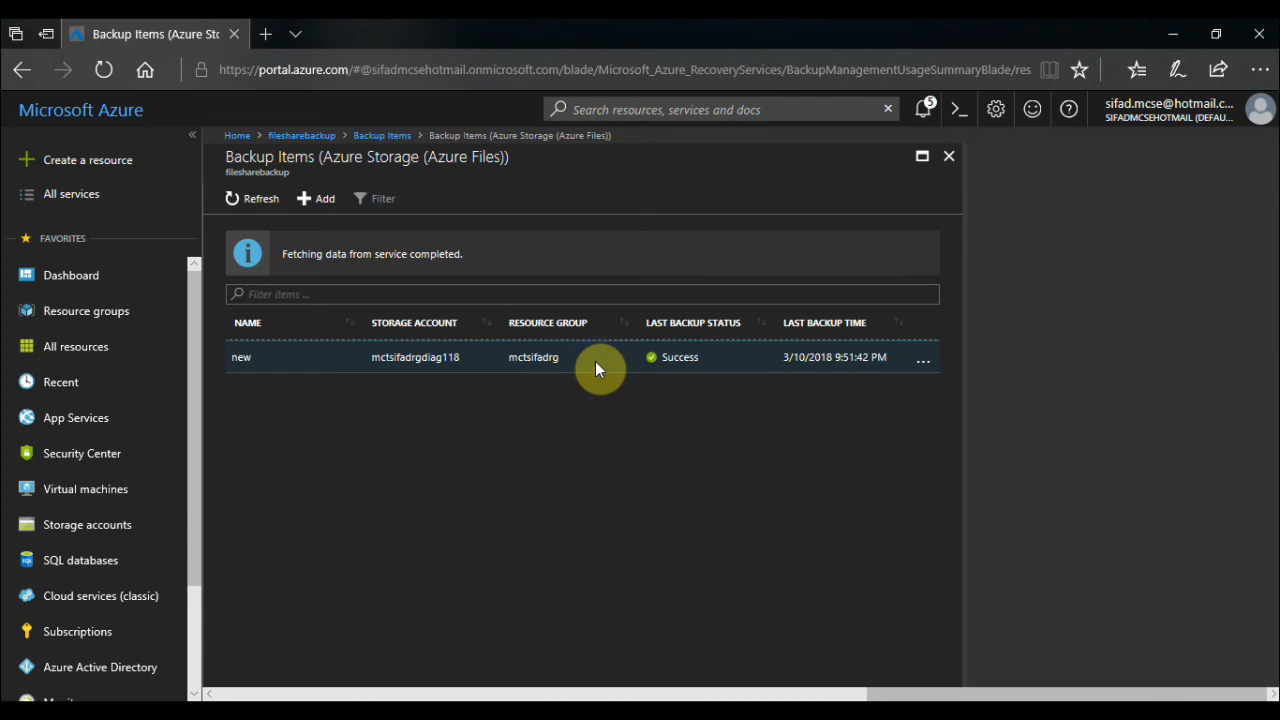 Backup Items (Azure Stc
https://portal.azure.com/#@sifadmcsehotmail.onmicrosoft.com/blade/Microsoft_Azure_RecoveryServices/BackupManagementUsageSummaryBlade/res
Microsoft Azure
Search resources, services and docs
5
sifad.mcse@hotmail.c...
SIFADMCSEHOTMAIL (DEFAU...
Home > filesharebackup > Backup Items > Backup Items (Azure Storage (Azure Files))
Backup Items (Azure Storage (Azure Files))
filesharebackup
Refresh Add Filter
Fetching data from service completed.
Filter items ...
NAME STORAGE ACCOUNT RESOURCE GROUP LAST BACKUP STATUS LAST BACKUP TIME
new mctsifadrgdiag118 mctsifadrg Success 3/10/2018 9:51:42 PM ...
Create a resource
All services
FAVORITES
Dashboard
Resource groups
All resources
Recent
App Services
Security Center
Virtual machines
Storage accounts
SQL databases
Cloud services (classic)
Subscriptions
Azure Active Directory